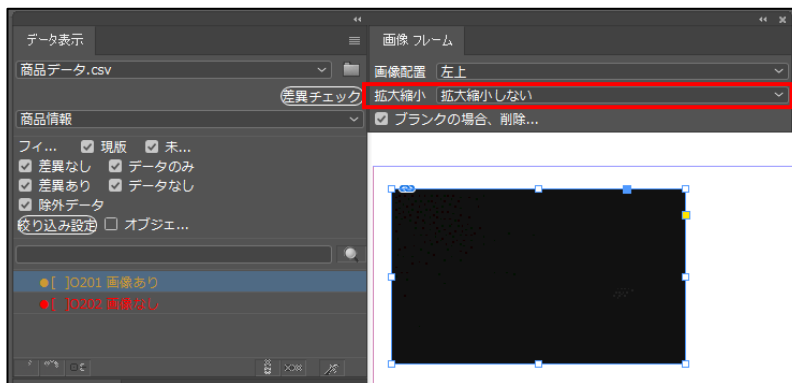 データ表示
商品データ.csv
差異チェック
商品情報
フィ... 現版 未...
差異なし データのみ
差異あり データなし
除外データ
絞り込み設定 オブジェ...
●[ ]O201 画像あり
●[ ]O202 画像なし
画像 フレーム
画像配置 左上
拡大縮小 拡大縮小しない
ブランクの場合、削除...